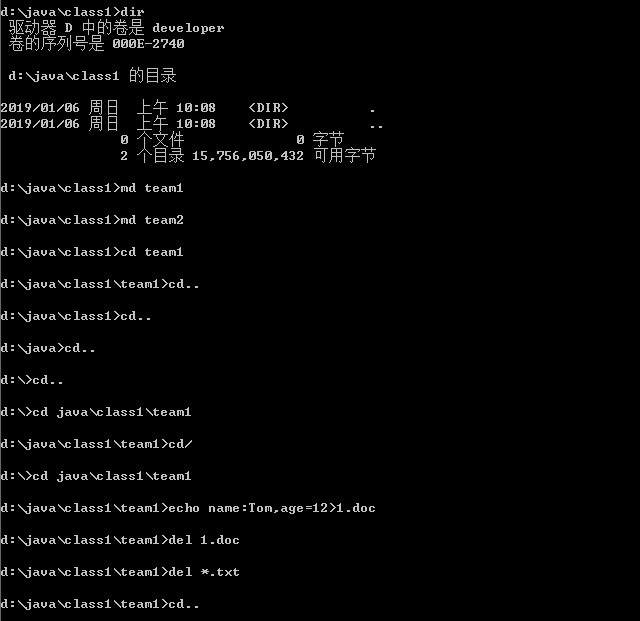 d:\java\class1>dir
驱动器 D 中的卷是 developer
卷的序列号是 000E-2740
d:\java\class1 的目录
2019/01/06 周日  上午 10:08    <DIR>          .
2019/01/06 周日  上午 10:08    <DIR>          ..
               0 个文件              0 字节
               2 个目录 15,756,050,432 可用字节
d:\java\class1>md team1
d:\java\class1>md team2
d:\java\class1>cd team1
d:\java\class1\team1>cd..
d:\java\class1>cd..
d:\java>cd..
d:\>cd..
d:\>cd java\class1\team1
d:\java\class1\team1>cd/
d:\>cd java\class1\team1
d:\java\class1\team1>echo name:Tom,age=12>1.doc
d:\java\class1\team1>del 1.doc
d:\java\class1\team1>del *.txt
d:\java\class1\team1>cd..